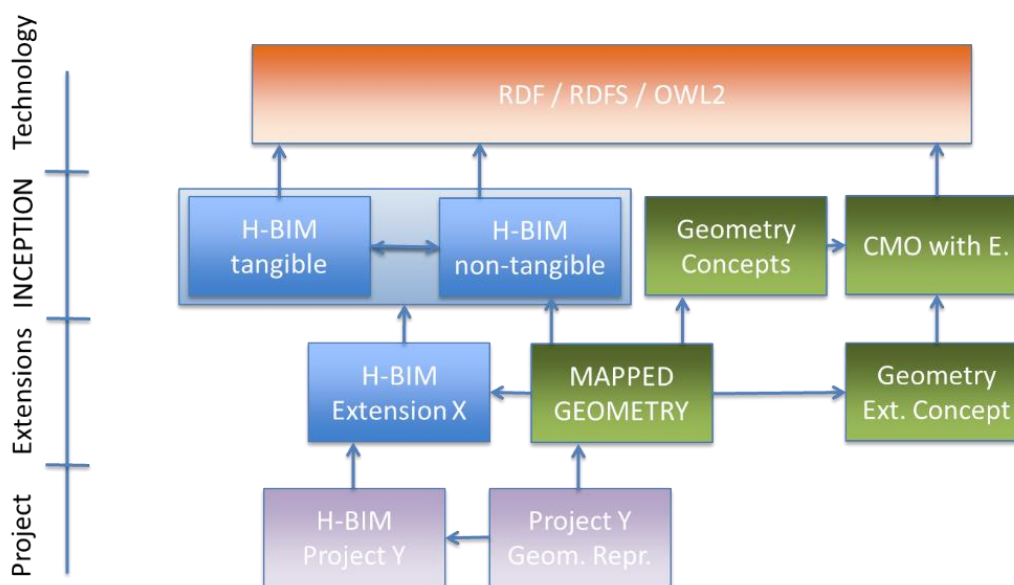 Technology
RDF / RDFS / OWL2
INCEPTION
H-BIM
tangible
H-BIM
non-tangible
Geometry
Concepts
CMO with E.
Extensions
H-BIM
Extension X
MAPPED
GEOMETRY
Geometry
Ext. Concept
Project
H-BIM
Project Y
Project Y
Geom. Repr.